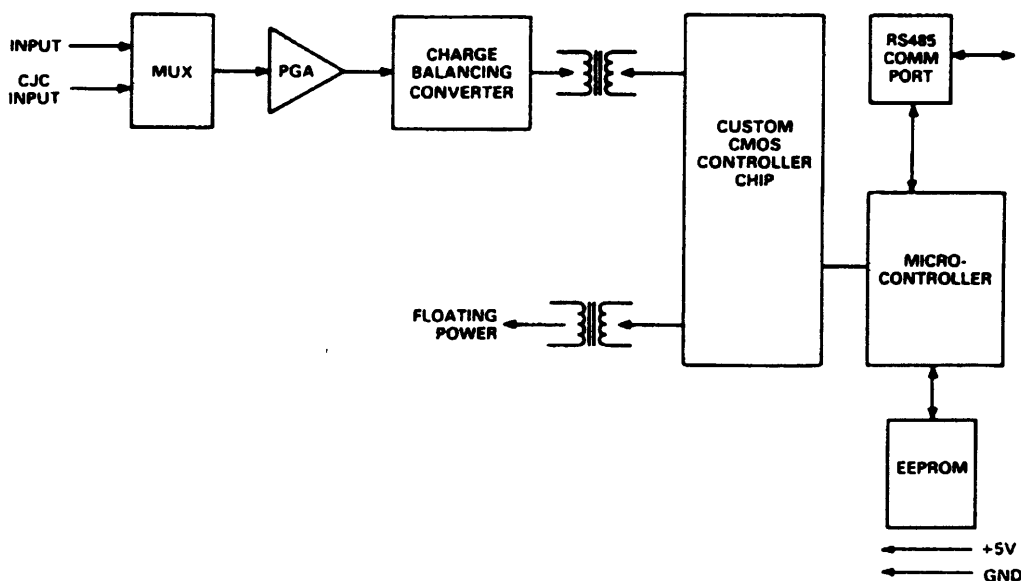 INPUT
CJC
INPUT
MUX
PGA
CHARGE
BALANCING
CONVERTER
CUSTOM
CMOS
CONTROLLER
CHIP
RS485
COMM
PORT
MICRO-
CONTROLLER
FLOATING
POWER
EEPROM
+5V
GND